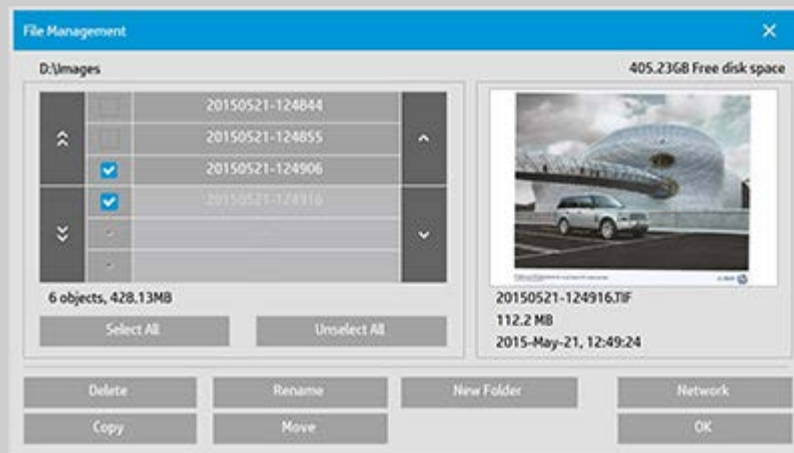 File Management
D:\Images
405.23GB Free disk space
20150521-124844
20150521-124855
20150521-124906
20150521-124916
6 objects, 428.13MB
Select All
Unselect All
20150521-124916.TIF
112.2 MB
2015-May-21, 12:49:24
Delete
Rename
New Folder
Network
Copy
Move
OK